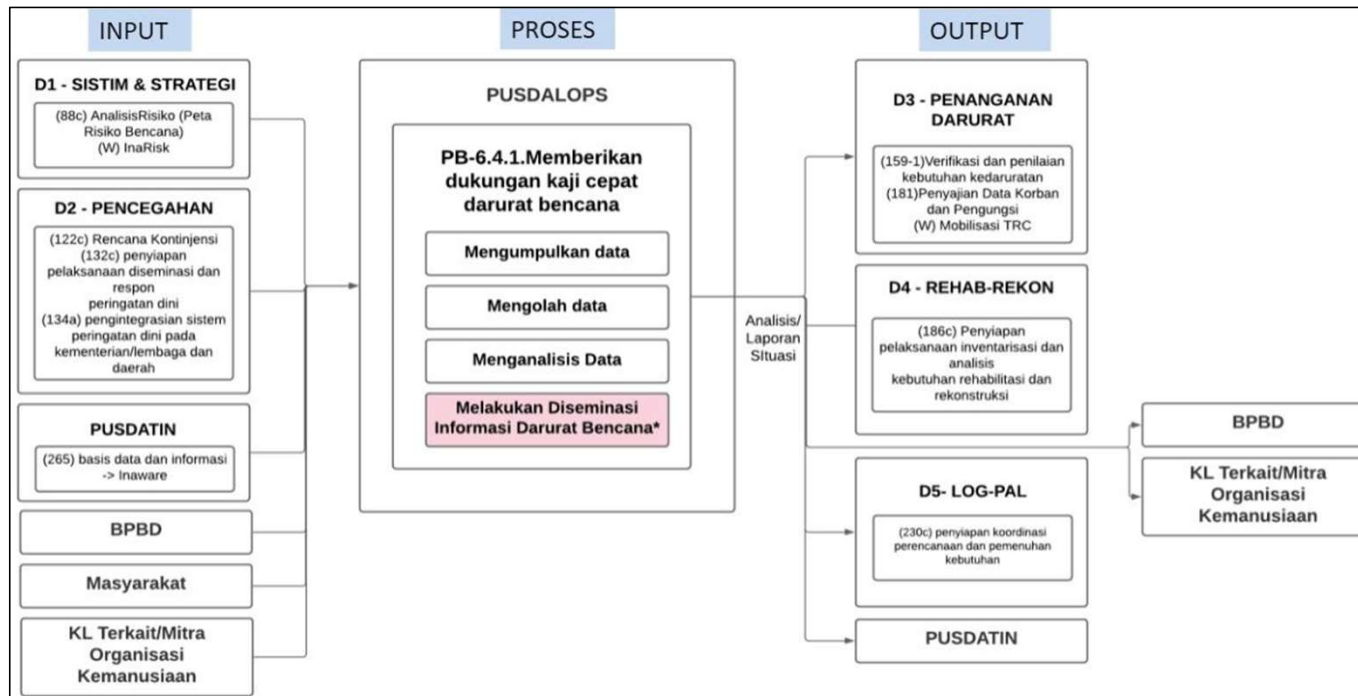 INPUT
D1 - SISTIM & STRATEGI
(88c) AnalisisRisiko (Peta
Risiko Bencana)
(W) InaRisk
D2 - PENCEGAHAN
(122c) Rencana Kontinjensi
(132c) penyiapan
pelaksanaan diseminasi dan
respon
peringatan dini
(134a) pengintegrasian sistem
peringatan dini pada
kementerian/lembaga dan
daerah
PUSDATIN
(265) basis data dan informasi
-> Inaware
BPBD
Masyarakat
KL Terkait/Mitra
Organisasi
Kemanusiaan
PROSES
PUSDALOPS
PB-6.4.1.Memberikan
dukungan kaji cepat
darurat bencana
Mengumpulkan data
Mengolah data
Menganalisis Data
Melakukan Diseminasi
Informasi Darurat Bencana*
Analisis/
Laporan
SItuasi
OUTPUT
D3 - PENANGANAN
DARURAT
(159-1)Verifikasi dan penilaian
kebutuhan kedaruratan
(181)Penyajian Data Korban
dan Pengungsi
(W) Mobilisasi TRC
D4 - REHAB-REKON
(186c) Penyiapan
pelaksanaan inventarisasi dan
analisis
kebutuhan rehabilitasi dan
rekonstruksi
D5- LOG-PAL
(230c) penyiapan koordinasi
perencanaan dan pemenuhan
kebutuhan
PUSDATIN
BPBD
KL Terkait/Mitra
Organisasi
Kemanusiaan